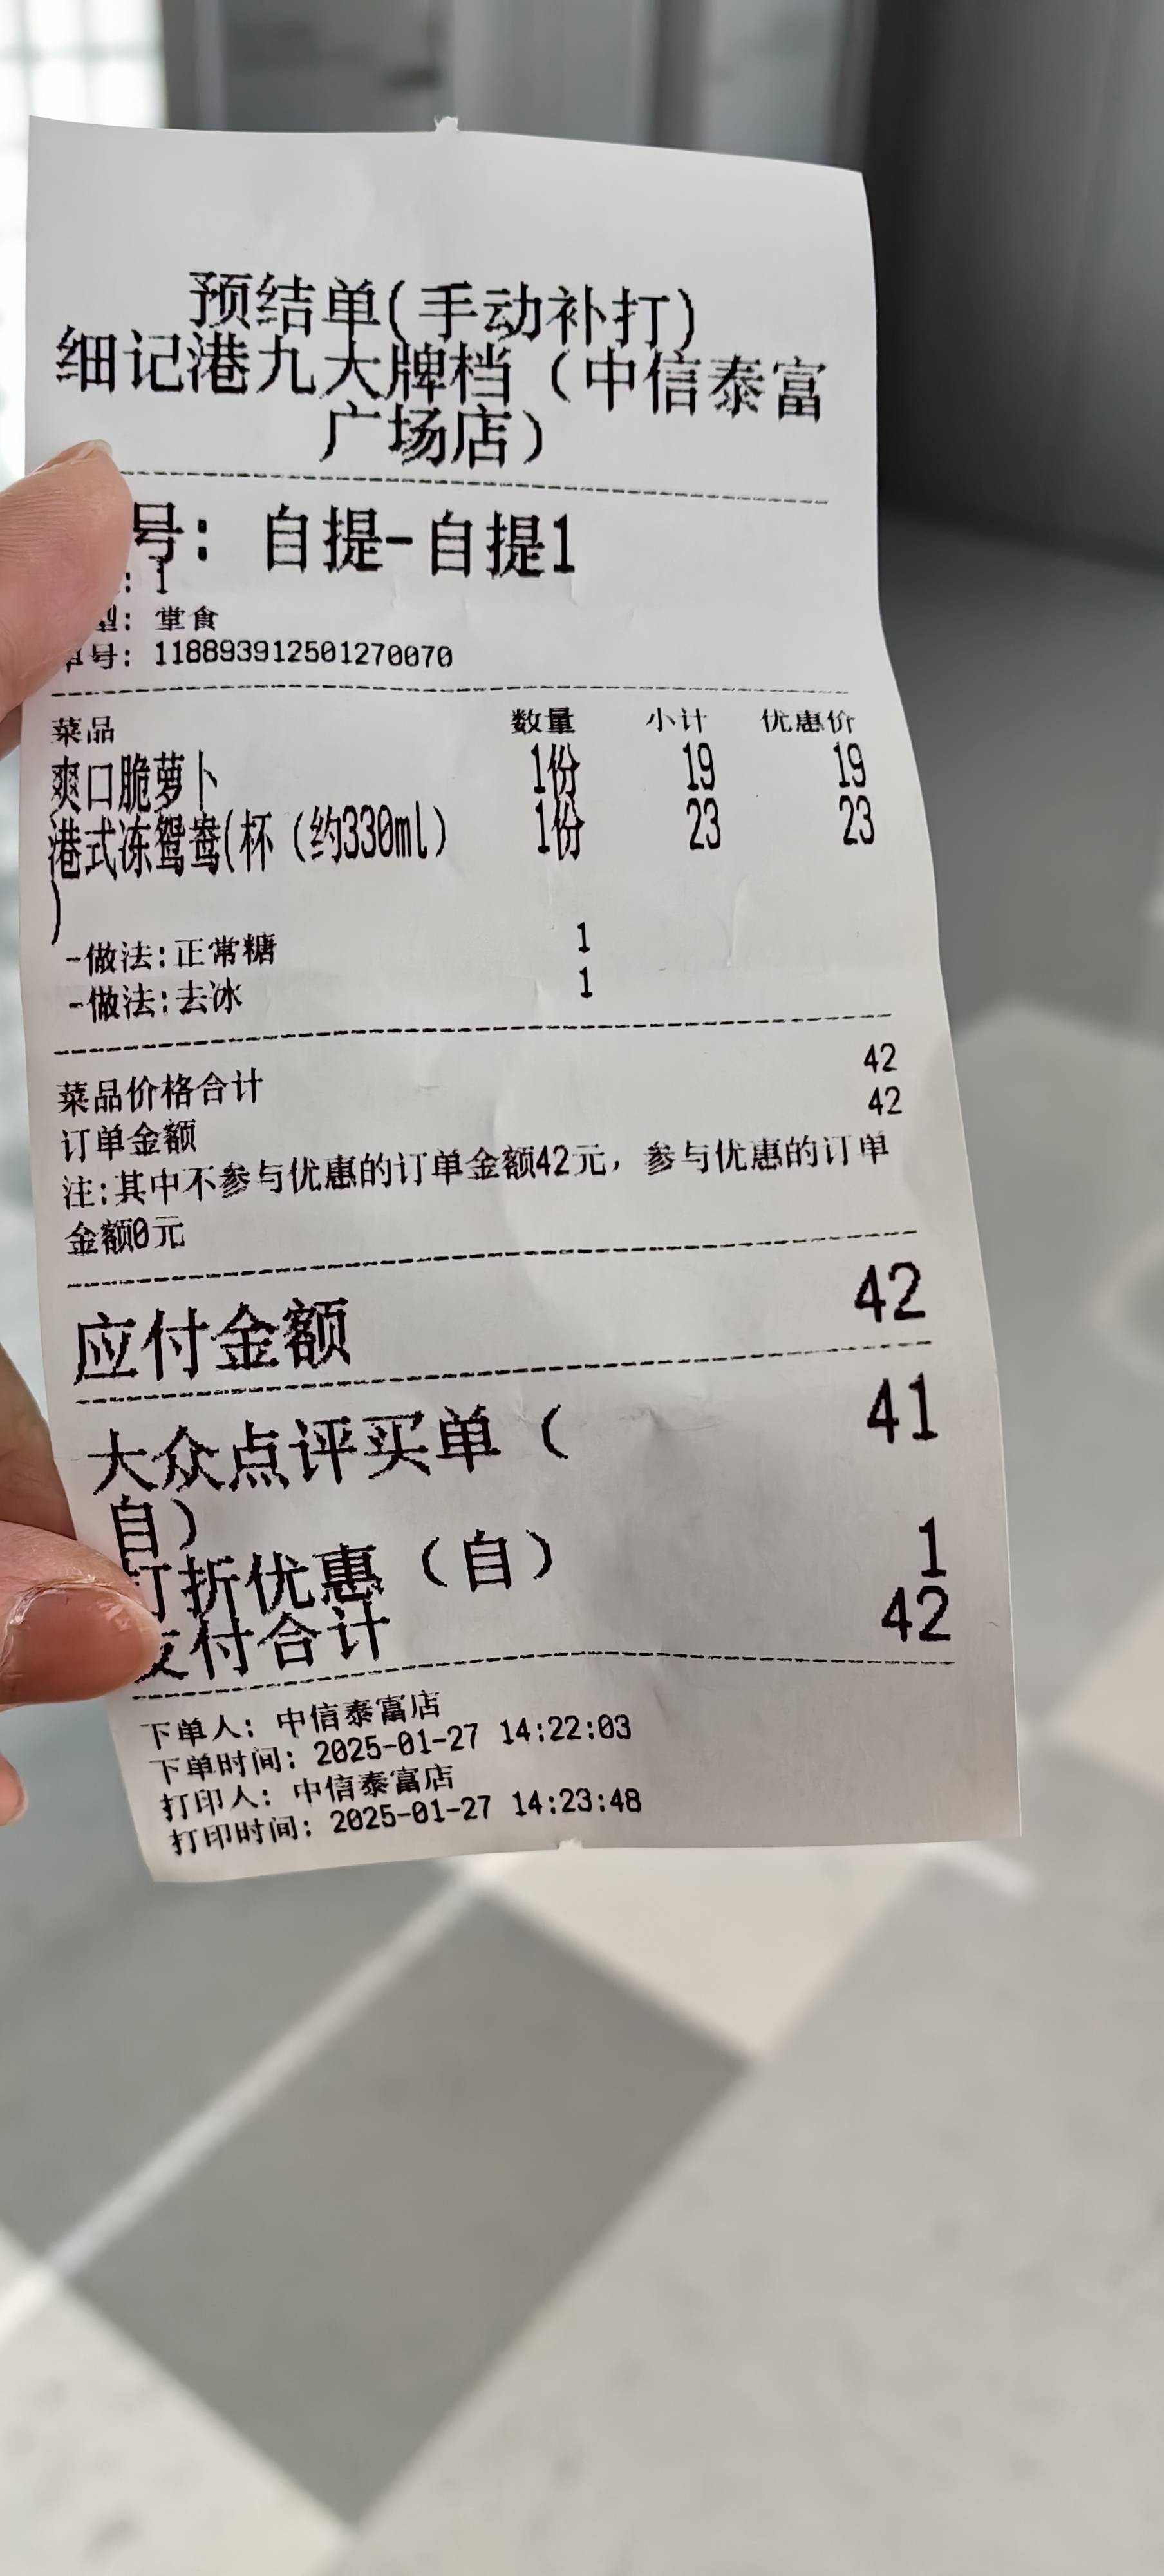 预结单(手动补打)
细记港九大牌档（中信泰富
广场店）
号: 自提-自提1
: 1
型: 堂食
单号: 118893912501270070
菜品 数量 小计 优惠价
爽口脆萝卜 1份 19 19
港式冻鸳鸯(杯（约330ml） 1份 23 23
)
-做法:正常糖 1
-做法:去冰 1
菜品价格合计 42
订单金额 42
注:其中不参与优惠的订单金额42元，参与优惠的订单
金额0元
应付金额 42
大众点评买单（ 41
自）
打折优惠（自） 1
支付合计 42
下单人: 中信泰富店
下单时间: 2025-01-27 14:22:03
打印人: 中信泰富店
打印时间: 2025-01-27 14:23:48